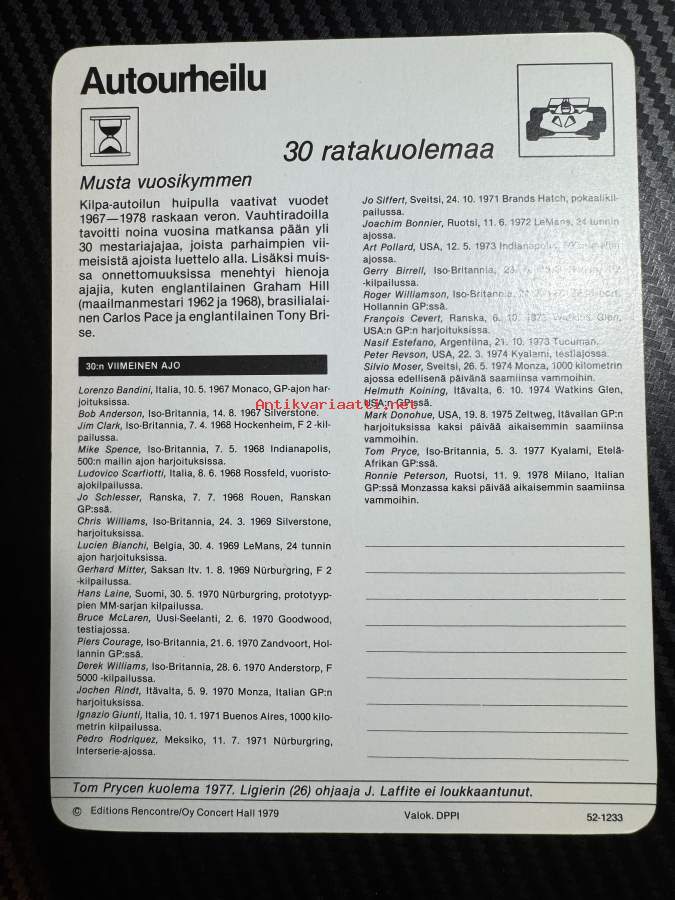 Autourheilu
30 ratakuolemaa
Musta vuosikymmen
Kilpa-autoilun huipulla vaativat vuodet
1967—1978 raskaan veron. Vauhtiradoilla
tavoitti noina vuosina matkansa pään yli
30 mestariajajaa, joista parhaimpien vii-
meisistä ajoista luettelo alla. Lisäksi muis-
sa onnettomuuksissa menehtyi hienoja
ajajia, kuten englantilainen Graham Hill
(maailmanmestari 1962 ja 1968), brasilialai-
nen Carlos Pace ja englantilainen Tony Bri-
se.
30:n VIIMEINEN AJO
Lorenzo Bandini, Italia, 10. 5. 1967 Monaco, GP-ajon har-
joituksissa.
Bob Anderson, Iso-Britannia, 14. 8. 1967 Silverstone.
Jim Clark, Iso-Britannia, 7. 4. 1968 Hockenheim, F 2 -kil-
pailussa.
Mike Spence, Iso-Britannia, 7. 5. 1968 Indianapolis,
500:n mailin ajon harjoituksissa.
Ludovico Scarfiotti, Italia, 8. 6. 1968 Rossfeld, vuoristo-
ajokilpailussa.
Jo Schlesser, Ranska, 7. 7. 1968 Rouen, Ranskan
GP:ssä.
Chris Williams, Iso-Britannia, 24. 3. 1969 Silverstone,
harjoituksissa.
Lucien Bianchi, Belgia, 30. 4. 1969 LeMans, 24 tunnin
ajon harjoituksissa.
Gerhard Mitter, Saksan ltv. 1. 8. 1969 Nürburgring, F 2
-kilpailussa.
Hans Laine, Suomi, 30. 5. 1970 Nürburgring, prototyyp-
pien MM-sarjan kilpailussa.
Bruce McLaren, Uusi-Seelanti, 2. 6. 1970 Goodwood,
testiajossa.
Piers Courage, Iso-Britannia, 21. 6. 1970 Zandvoort, Hol-
lannin GP:ssä.
Derek Williams, Iso-Britannia, 28. 6. 1970 Anderstorp, F
5000 -kilpailussa.
Jochen Rindt, Itävalta, 5. 9. 1970 Monza, Italian GP:n
harjoituksissa.
Ignazio Giunti, Italia, 10. 1. 1971 Buenos Aires, 1000 kilo-
metrin kilpailussa.
Pedro Rodriquez, Meksiko, 11. 7. 1971 Nürburgring,
Interserie-ajossa.
Jo Siffert, Sveitsi, 24. 10. 1971 Brands Hatch, pokaalikil-
pailussa.
Joachim Bonnier, Ruotsi, 11. 6. 1972 LeMans, 24 tunnin
ajossa.
Art Pollard, USA, 12. 5. 1973 Indianapolis,
ajossa.
Gerry Birrell, Iso-Britannia, 23.
-kilpailussa.
Roger Williamson, Iso-Britannia,
Hollannin GP:ssä.
François Cevert, Ranska, 6. 10. 1973 Watkins Glen,
USA:n GP:n harjoituksissa.
Nasif Estefano, Argentiina, 21. 10. 1973 Tucuman.
Peter Revson, USA, 22. 3. 1974 Kyalami, testiajossa.
Silvio Moser, Sveitsi, 26. 5. 1974 Monza, 1000 kilometrin
ajossa edellisenä päivänä saamiinsa vammoihin.
Helmuth Koining, Itävalta, 6. 10. 1974 Watkins Glen,
USA:n GP:ssä.
Mark Donohue, USA, 19. 8. 1975 Zeltweg, Itävallan GP:n
harjoituksissa kaksi päivää aikaisemmin saamiinsa
vammoihin.
Tom Pryce, Iso-Britannia, 5. 3. 1977 Kyalami, Etelä-
Afrikan GP:ssä.
Ronnie Peterson, Ruotsi, 11. 9. 1978 Milano, Italian
GP:ssä Monzassa kaksi päivää aikaisemmin saamiinsa
vammoihin.
Antikvariaatti.net
Tom Prycen kuolema 1977. Ligierin (26) ohjaaja J. Laffite ei loukkaantunut.
© Editions Rencontre/Oy Concert Hall 1979 Valok. DPPI 52-1233